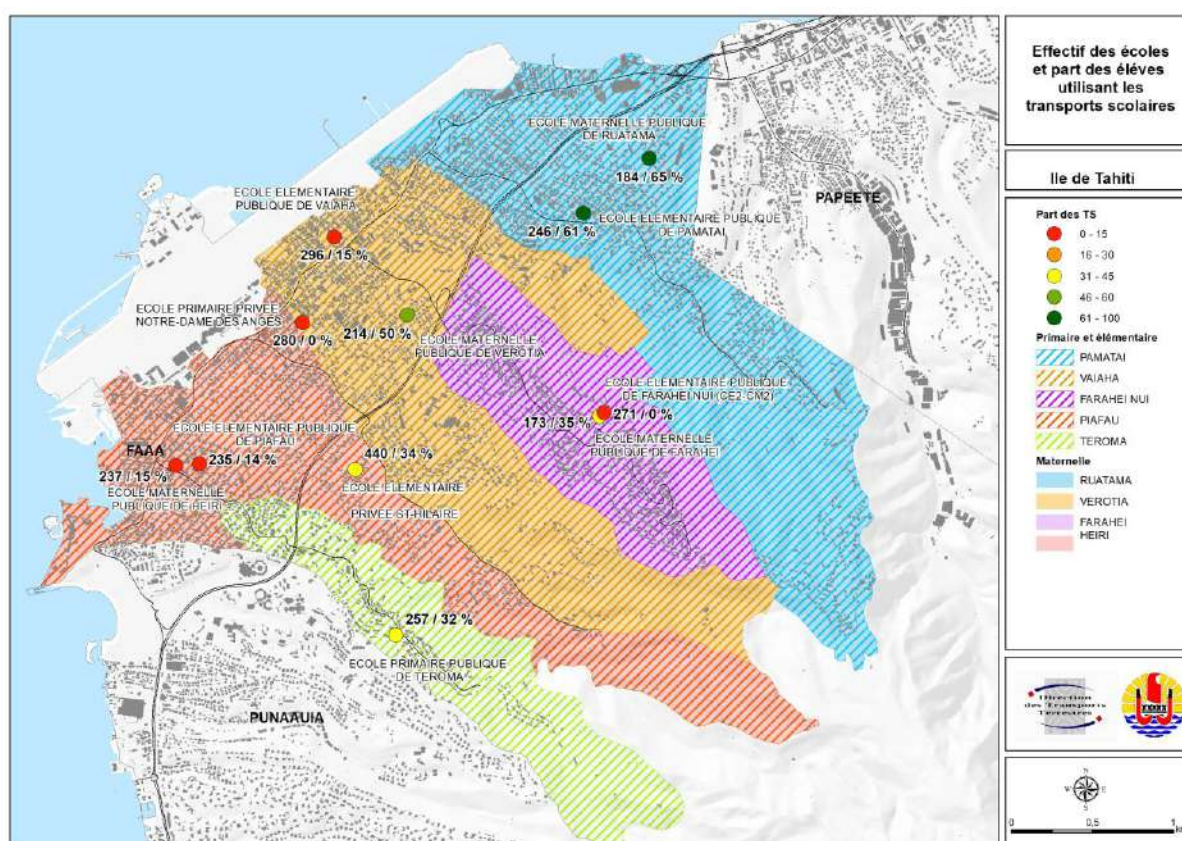 Effectif des écoles
et part des éléves
utilisant les
transports scolaires
Ile de Tahiti
Part des TS
0 - 15
16 - 30
31 - 45
46 - 60
61 - 100
Primaire et élémentaire
PAMATAI
VAIAHA
FARAHEI NUI
PIAFAU
TEROMA
Maternelle
RUATAMA
VEROTIA
FARAHEI
HEIRI
Direction
des Transports
Terrestres
N
W E
S
0 0,5 1
ECOLE MATERNELLE PUBLIQUE
DE RUATAMA
184 / 65 %
PAPEETE
ECOLE ELEMENTAIRE
PUBLIQUE DE VAIAHA
296 / 15 %
246 / 61 %
ECOLE ELEMENTAIRE PUBLIQUE
DE PAMATAI
ECOLE PRIMAIRE PRIVEE
NOTRE-DAME DES ANGES
280 / 0 %
214 / 50 %
ECOLE MATERNELLE
PUBLIQUE DE VEROTIA
ECOLE ELEMENTAIRE PUBLIQUE
DE FARAHEI NUI (CE2-CM2)
271 / 0 %
173 / 35 %
ECOLE MATERNELLE
PUBLIQUE DE FARAHEI
ECOLE ELEMENTAIRE PUBLIQUE
DE PIAFAU
FAAA
235 / 14 %
237 / 15 %
ECOLE MATERNELLE
PUBLIQUE DE HEIRI
440 / 34 %
ECOLE ELEMENTAIRE
PRIVEE ST-HILAIRE
257 / 32 %
ECOLE PRIMAIRE PUBLIQUE
DE TEROMA
PUNAAUIA